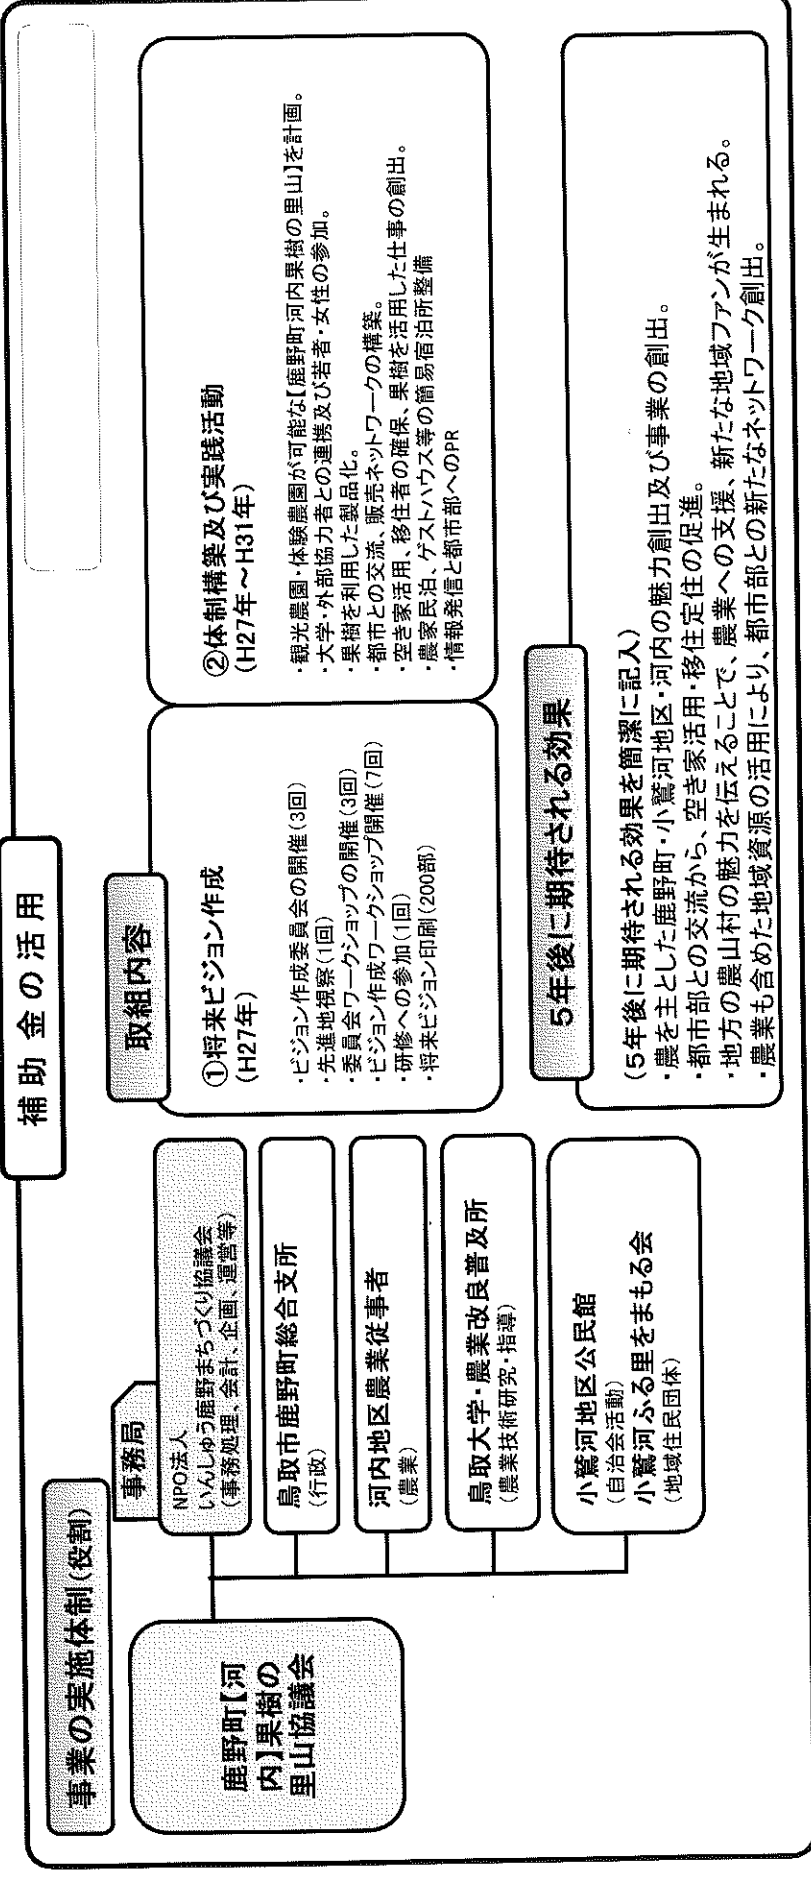 補助金の活用
事業の実施体制(役割)
鹿野町【河
内】果樹の
里山協議会
事務局
NPO法人
いんしゅう鹿野まちづくり協議会
(事務処理、会計、企画、運営等)
鳥取市鹿野町総合支所
(行政)
河内地区農業従事者
(農業)
鳥取大学・農業改良普及所
(農業技術研究・指導)
小鷲河地区公民館
(自治会活動)
小鷲河ふる里をまもる会
(地域住民団体)
取組内容
①将来ビジョン作成
(H27年)
・ビジョン作成委員会の開催(3回)
・先進地視察(1回)
・委員会ワークショップの開催(3回)
・ビジョン作成ワークショップ開催(7回)
・研修への参加(1回)
・将来ビジョン印刷(200部)
②体制構築及び実践活動
(H27年～H31年)
・観光農園・体験農園が可能な【鹿野町河内果樹の里山】を計画。
・大学・外部協力者との連携及び若者・女性の参加。
・果樹を利用した製品化。
・都市との交流、販売ネットワークの構築。
・空き家活用、移住者の確保、果樹を活用した仕事の創出。
・農家民泊、ゲストハウス等の簡易宿泊所整備
・情報発信と都市部へのPR
5年後に期待される効果
(5年後に期待される効果を簡潔に記入)
・農を主とした鹿野町・小鷲河地区・河内の魅力創出及び事業の創出。
・都市部との交流から、空き家活用・移住定住の促進。
・地方の農山村の魅力を伝えることで、農業への支援、新たな地域ファンが生まれる。
・農業も含めた地域資源の活用により、都市部との新たなネットワーク創出。